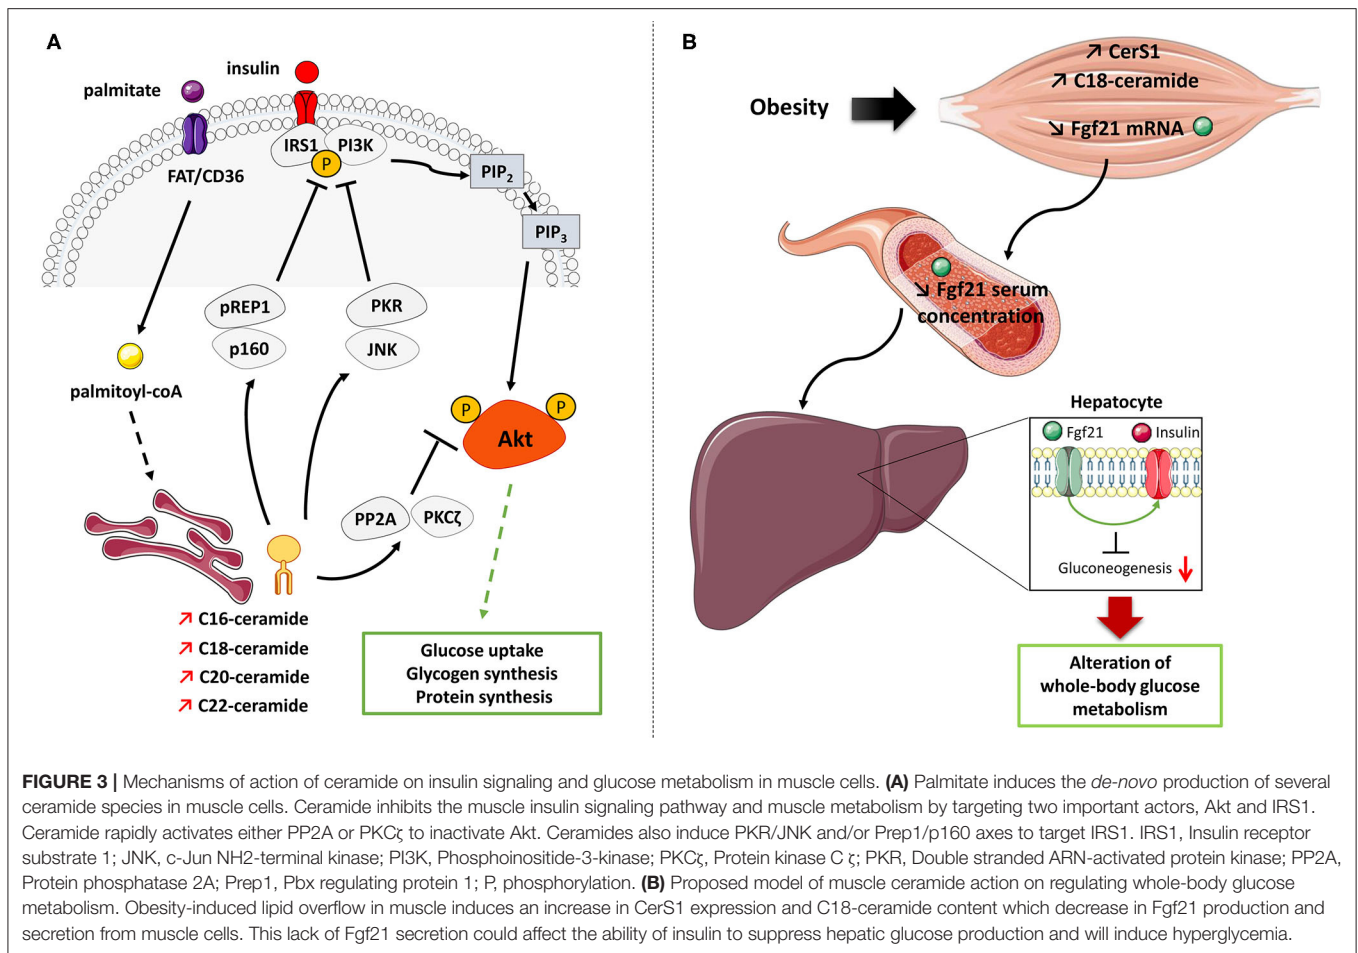 A
insulin
palmitate
IRS1
PI3K
P
FAT/CD36
PIP2
PIP3
pREP1
p160
PKR
JNK
palmitoyl-coA
P
P
Akt
PP2A
PKCζ
C16-ceramide
C18-ceramide
C20-ceramide
C22-ceramide
Glucose uptake
Glycogen synthesis
Protein synthesis
B
Obesity
↗ CerS1
↗ C18-ceramide
↘ Fgf21 mRNA
↘ Fgf21 serum
concentration
Hepatocyte
Fgf21
Insulin
Gluconeogenesis
Alteration of
whole-body glucose
metabolism
FIGURE 3 | Mechanisms of action of ceramide on insulin signaling and glucose metabolism in muscle cells. (A) Palmitate induces the de-novo production of several
ceramide species in muscle cells. Ceramide inhibits the muscle insulin signaling pathway and muscle metabolism by targeting two important actors, Akt and IRS1.
Ceramide rapidly activates either PP2A or PKCζ to inactivate Akt. Ceramides also induce PKR/JNK and/or Prep1/p160 axes to target IRS1. IRS1, Insulin receptor
substrate 1; JNK, c-Jun NH2-terminal kinase; PI3K, Phosphoinositide-3-kinase; PKCζ, Protein kinase C ζ; PKR, Double stranded ARN-activated protein kinase; PP2A,
Protein phosphatase 2A; Prep1, Pbx regulating protein 1; P, phosphorylation. (B) Proposed model of muscle ceramide action on regulating whole-body glucose
metabolism. Obesity-induced lipid overflow in muscle induces an increase in CerS1 expression and C18-ceramide content which decrease in Fgf21 production and
secretion from muscle cells. This lack of Fgf21 secretion could affect the ability of insulin to suppress hepatic glucose production and will induce hyperglycemia.